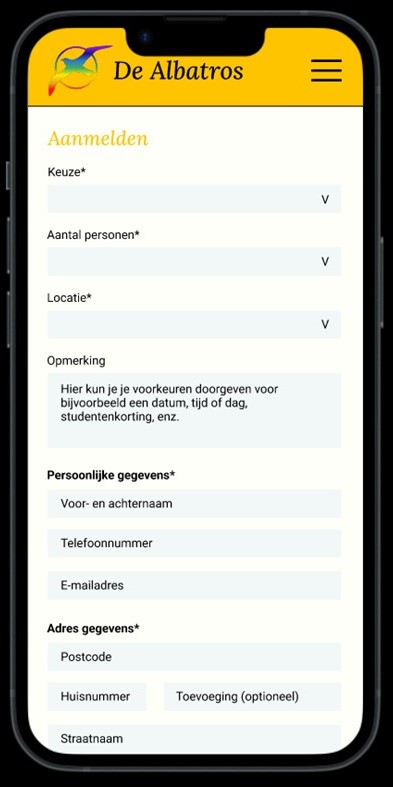 De Albatros
Aanmelden
Keuze*
V
Aantal personen*
V
Locatie*
V
Opmerking
Hier kun je je voorkeuren doorgeven voor
bijvoorbeeld een datum, tijd of dag,
studentenkorting, enz.
Persoonlijke gegevens*
Voor- en achternaam
Telefoonnummer
E-mailadres
Adres gegevens*
Postcode
Huisnummer Toevoeging (optioneel)
Straatnaam